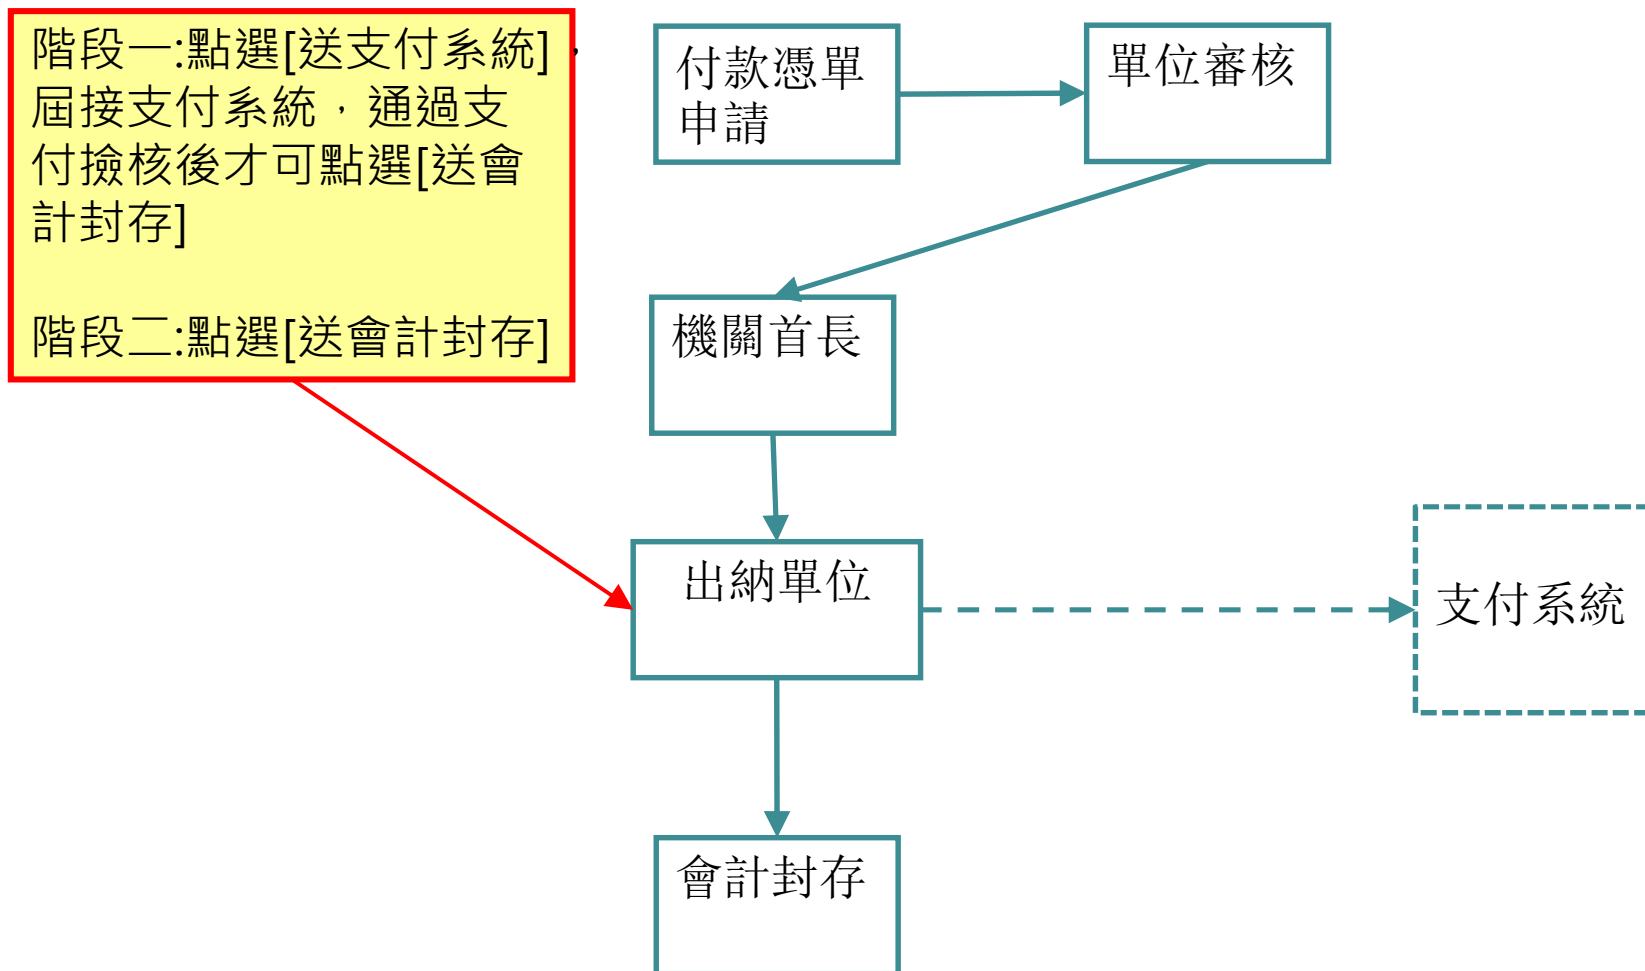 階段一:點選[送支付系統]，
屆接支付系統，通過支
付撿核後才可點選[送會
計封存]
階段二:點選[送會計封存]
付款憑單
申請
單位審核
機關首長
出納單位
支付系統
會計封存